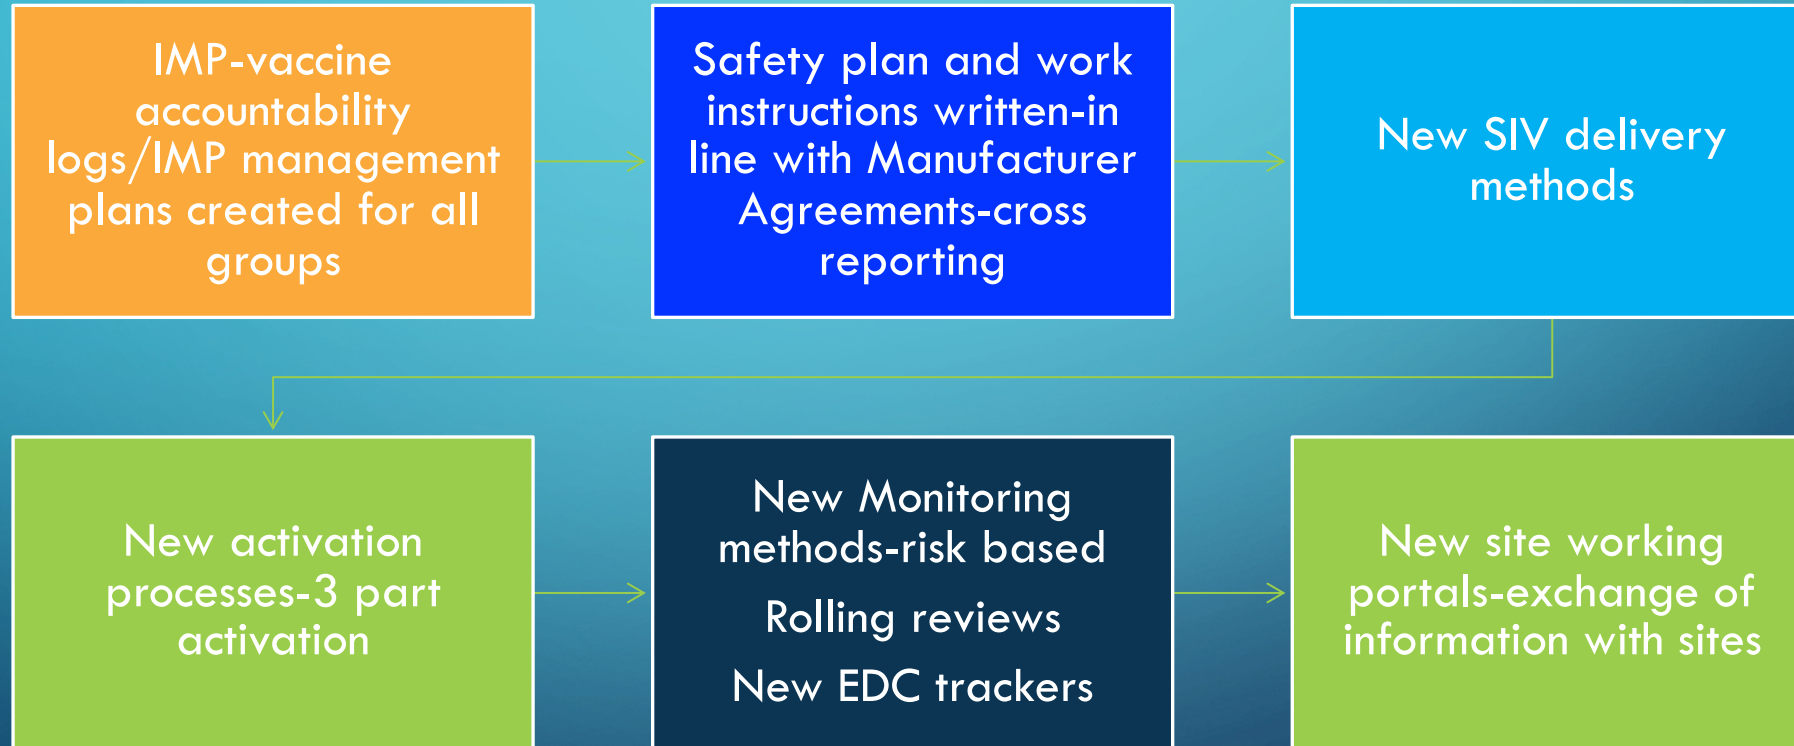 IMP-vaccine
accountability
logs/IMP management
plans created for all
groups
Safety plan and work
instructions written-in
line with Manufacturer
Agreements-cross
reporting
New SIV delivery
methods
New activation
processes-3 part
activation
New Monitoring
methods-risk based
Rolling reviews
New EDC trackers
New site working
portals-exchange of
information with sites